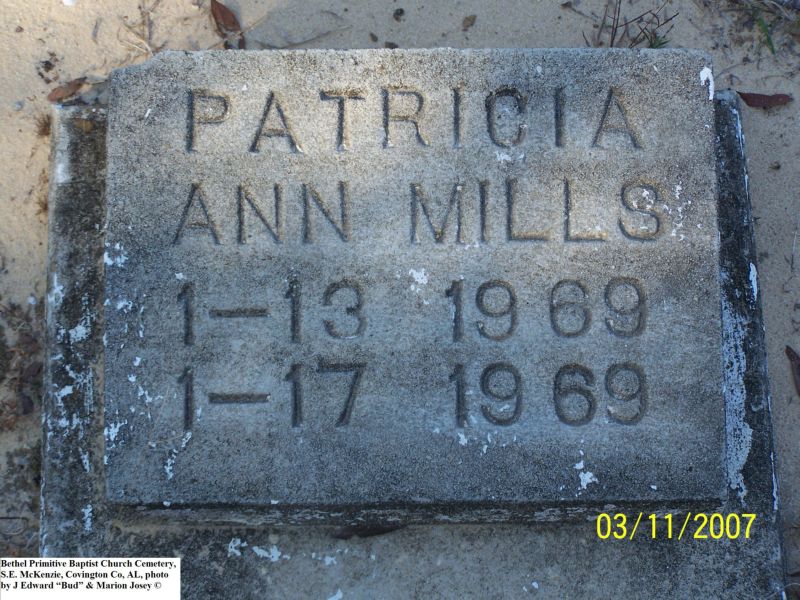 PATRICIA
ANN MILLS
1-13 1969
1-17 1969
03/11/2007
Bethel Primitive Baptist Church Cemetery,
S.E. McKenzie, Covington Co, AL, photo
by J Edward “Bud” & Marion Josey ©